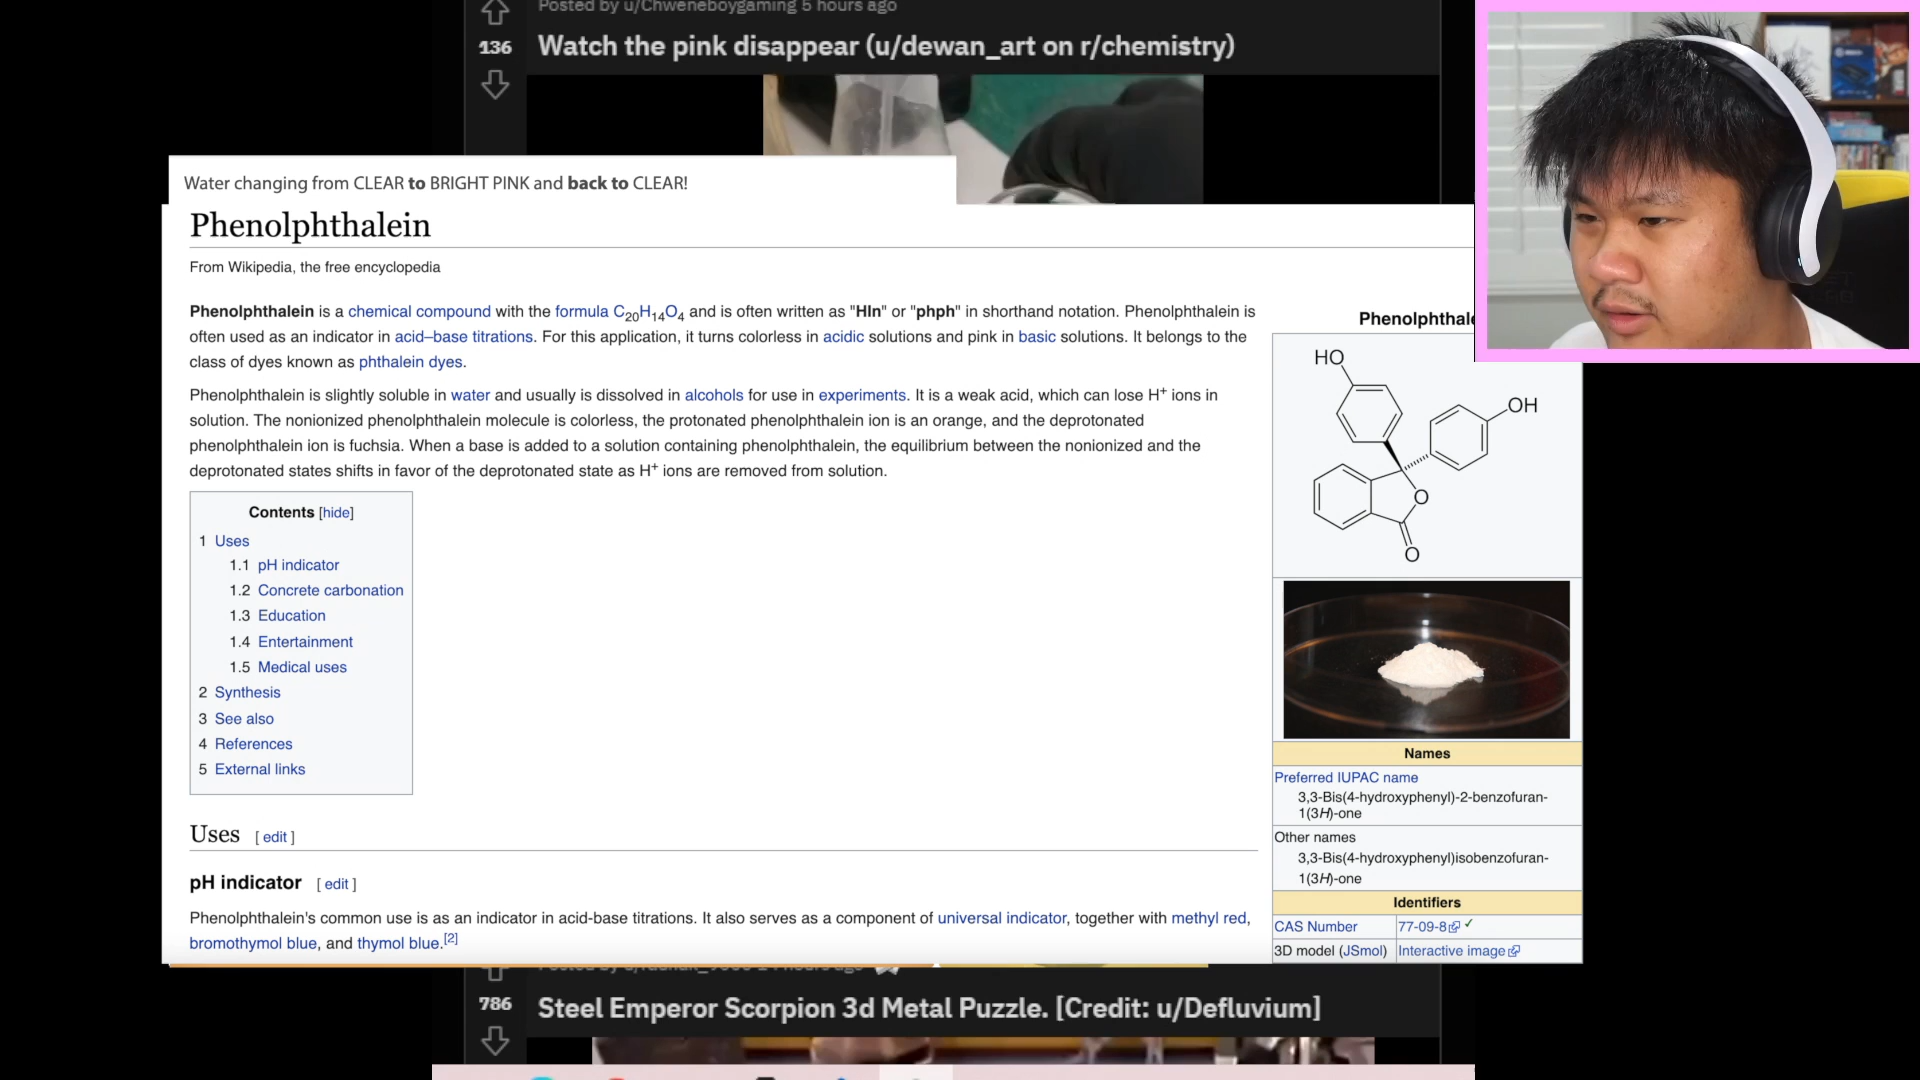 Posted by u/Chweneboygaming 5 hours ago
136
Watch the pink disappear (u/dewan_art on r/chemistry)
Water changing from CLEAR to BRIGHT PINK and back to CLEAR!
Phenolphthalein
From Wikipedia, the free encyclopedia
Phenolphthalein is a chemical compound with the formula C20H14O4 and is often written as "HIn" or "phph" in shorthand notation. Phenolphthalein is
often used as an indicator in acid–base titrations. For this application, it turns colorless in acidic solutions and pink in basic solutions. It belongs to the
class of dyes known as phthalein dyes.
Phenolphthalein is slightly soluble in water and usually is dissolved in alcohols for use in experiments. It is a weak acid, which can lose H+ ions in
solution. The nonionized phenolphthalein molecule is colorless, the protonated phenolphthalein ion is an orange, and the deprotonated
phenolphthalein ion is fuchsia. When a base is added to a solution containing phenolphthalein, the equilibrium between the nonionized and the
deprotonated states shifts in favor of the deprotonated state as H+ ions are removed from solution.
Contents [hide]
1 Uses
1.1 pH indicator
1.2 Concrete carbonation
1.3 Education
1.4 Entertainment
1.5 Medical uses
2 Synthesis
3 See also
4 References
5 External links
Uses [ edit ]
pH indicator [ edit ]
Phenolphthalein's common use is as an indicator in acid-base titrations. It also serves as a component of universal indicator, together with methyl red,
bromothymol blue, and thymol blue.[2]
Phenolphthale
HO
OH
O
O
Names
Preferred IUPAC name
3,3-Bis(4-hydroxyphenyl)-2-benzofuran-
1(3H)-one
Other names
3,3-Bis(4-hydroxyphenyl)isobenzofuran-
1(3H)-one
Identifiers
CAS Number 77-09-8 ✓
3D model (JSmol) Interactive image
786
Steel Emperor Scorpion 3d Metal Puzzle. [Credit: u/Defluvium]